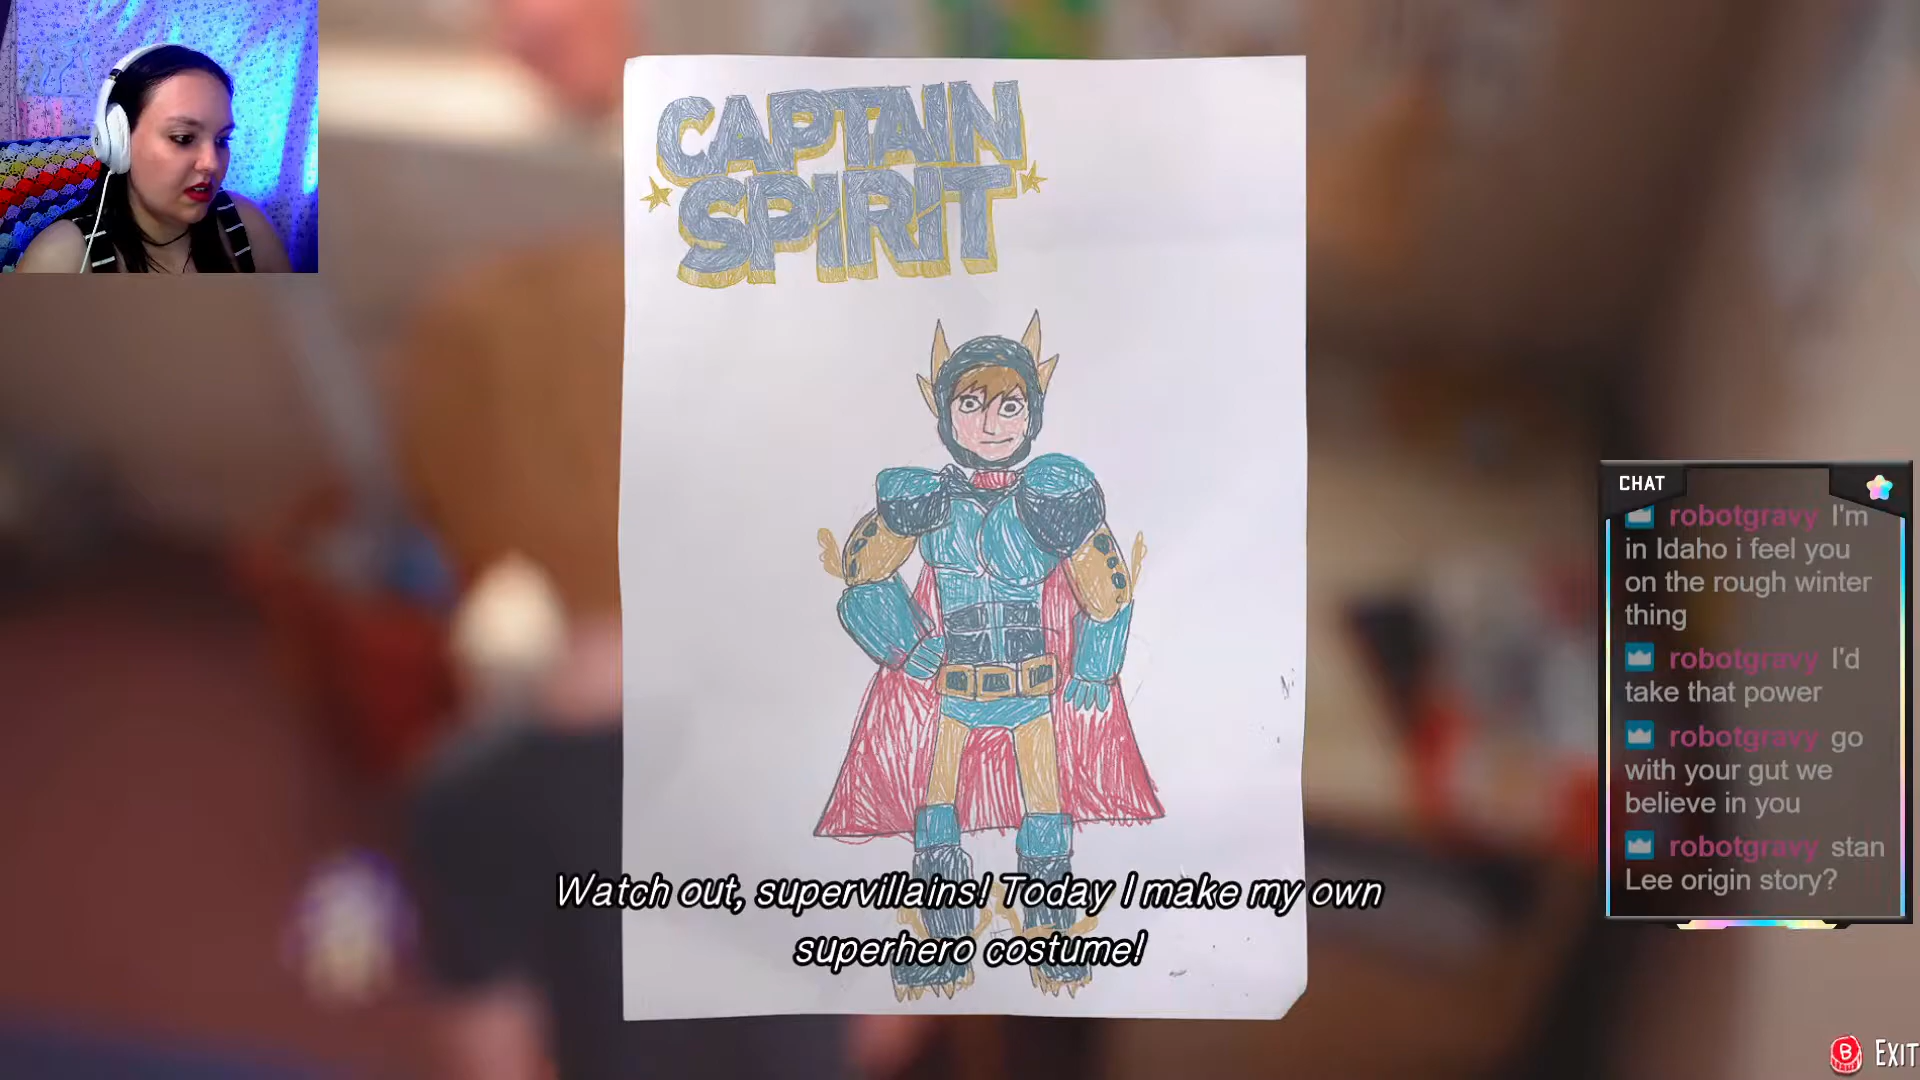 CAPTAIN
SPIRIT
CHAT
robotgravy I'm
in Idaho i feel you
on the rough winter
thing
robotgravy I'd
take that power
robotgravy go
with your gut we
believe in you
robotgravy stan
Lee origin story?
Watch out, supervillains! Today I make my own
superhero costume!
B EXIT